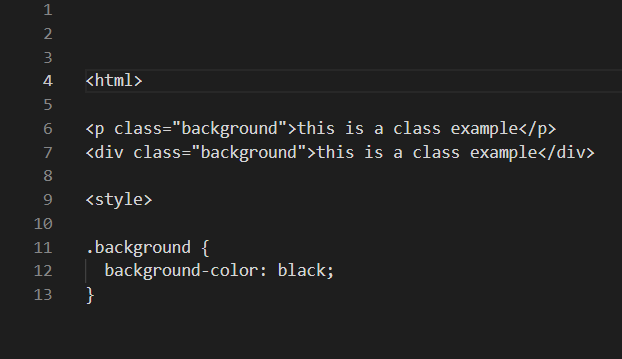 1
2
3
4 <html>
5
6 <p class="background">this is a class example</p>
7 <div class="background">this is a class example</div>
8
9 <style>
10
11 .background {
12   background-color: black;
13 }